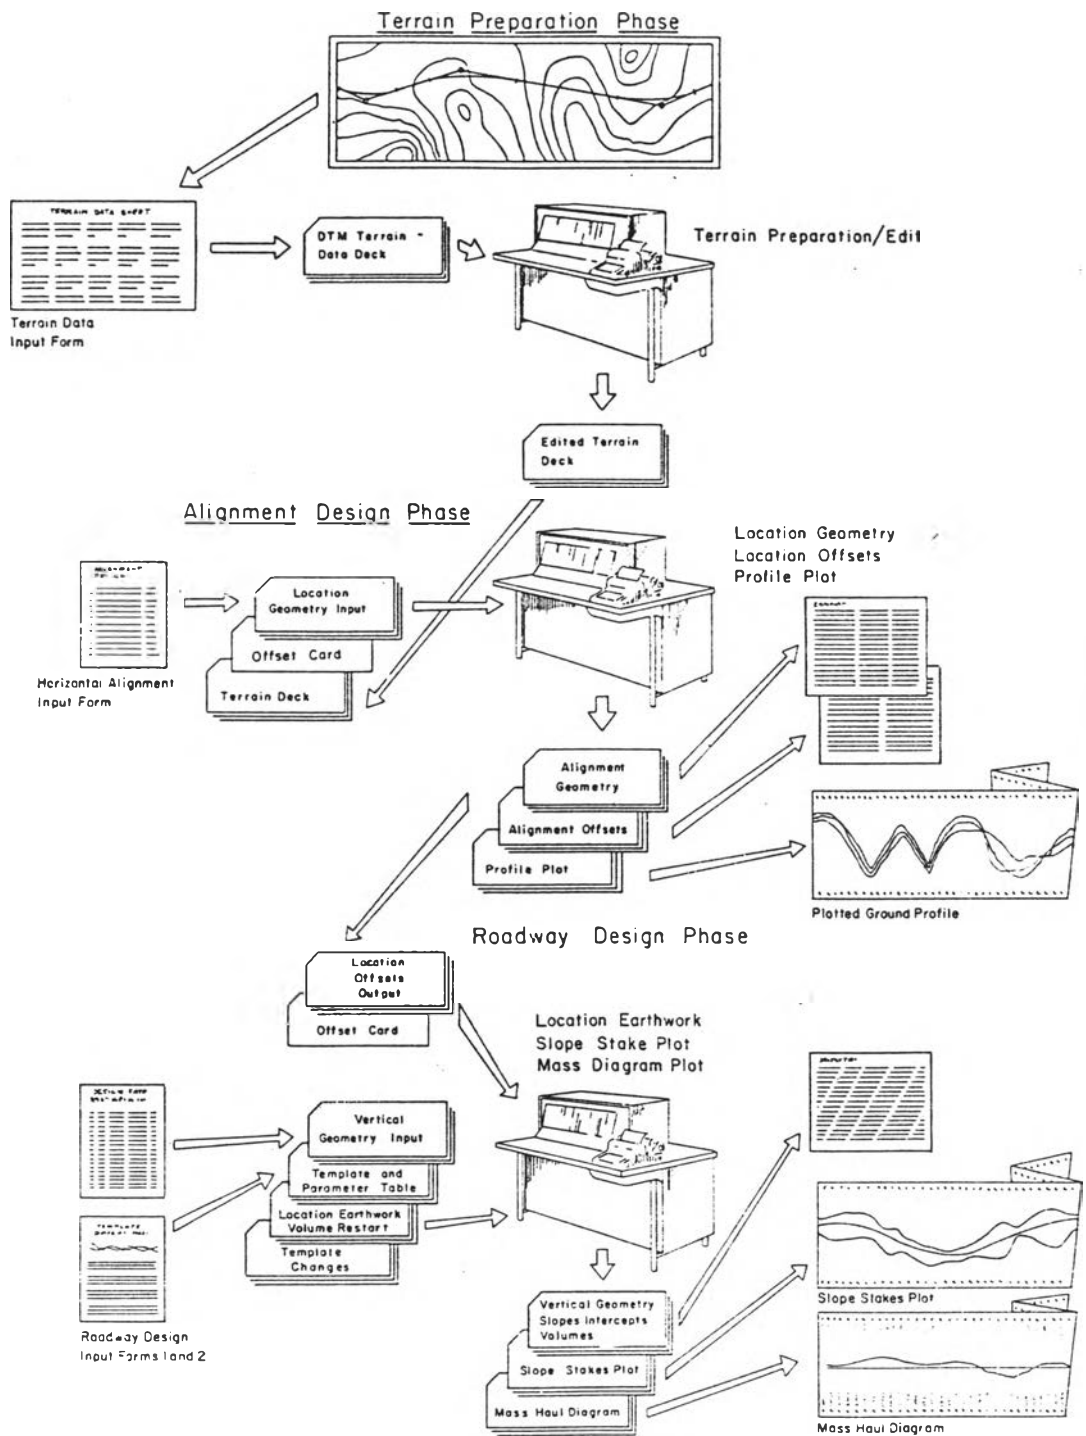 Terrain Preparation Phase
TERRAIN DATA SHEET
DTM Terrain -
Data Deck
Terrain Preparation/Edit
Terrain Data
Input Form
Edited Terrain
Deck
Alignment Design Phase
Location Geometry
Location Offsets
Profile Plot
Location
Geometry Input
Offset Card
Terrain Deck
Horizontal Alignment
Input Form
Alignment
Geometry
Alignment Offsets
Profile Plot
Plotted Ground Profile
Roadway Design Phase
Location
Offsets
Output
Offset Card
Location Earthwork
Slope Stake Plot
Mass Diagram Plot
Vertical
Geometry Input
Template and
Parameter Table
Location Earthwork
Volume Restart
Template
Changes
TEMPLATE
Roadway Design
Input Forms 1 and 2
Vertical Geometry
Slopes Intercepts
Volumes
Slope Stakes Plot
Mass Haul Diagram
Slope Stakes Plot
Mass Haul Diagram